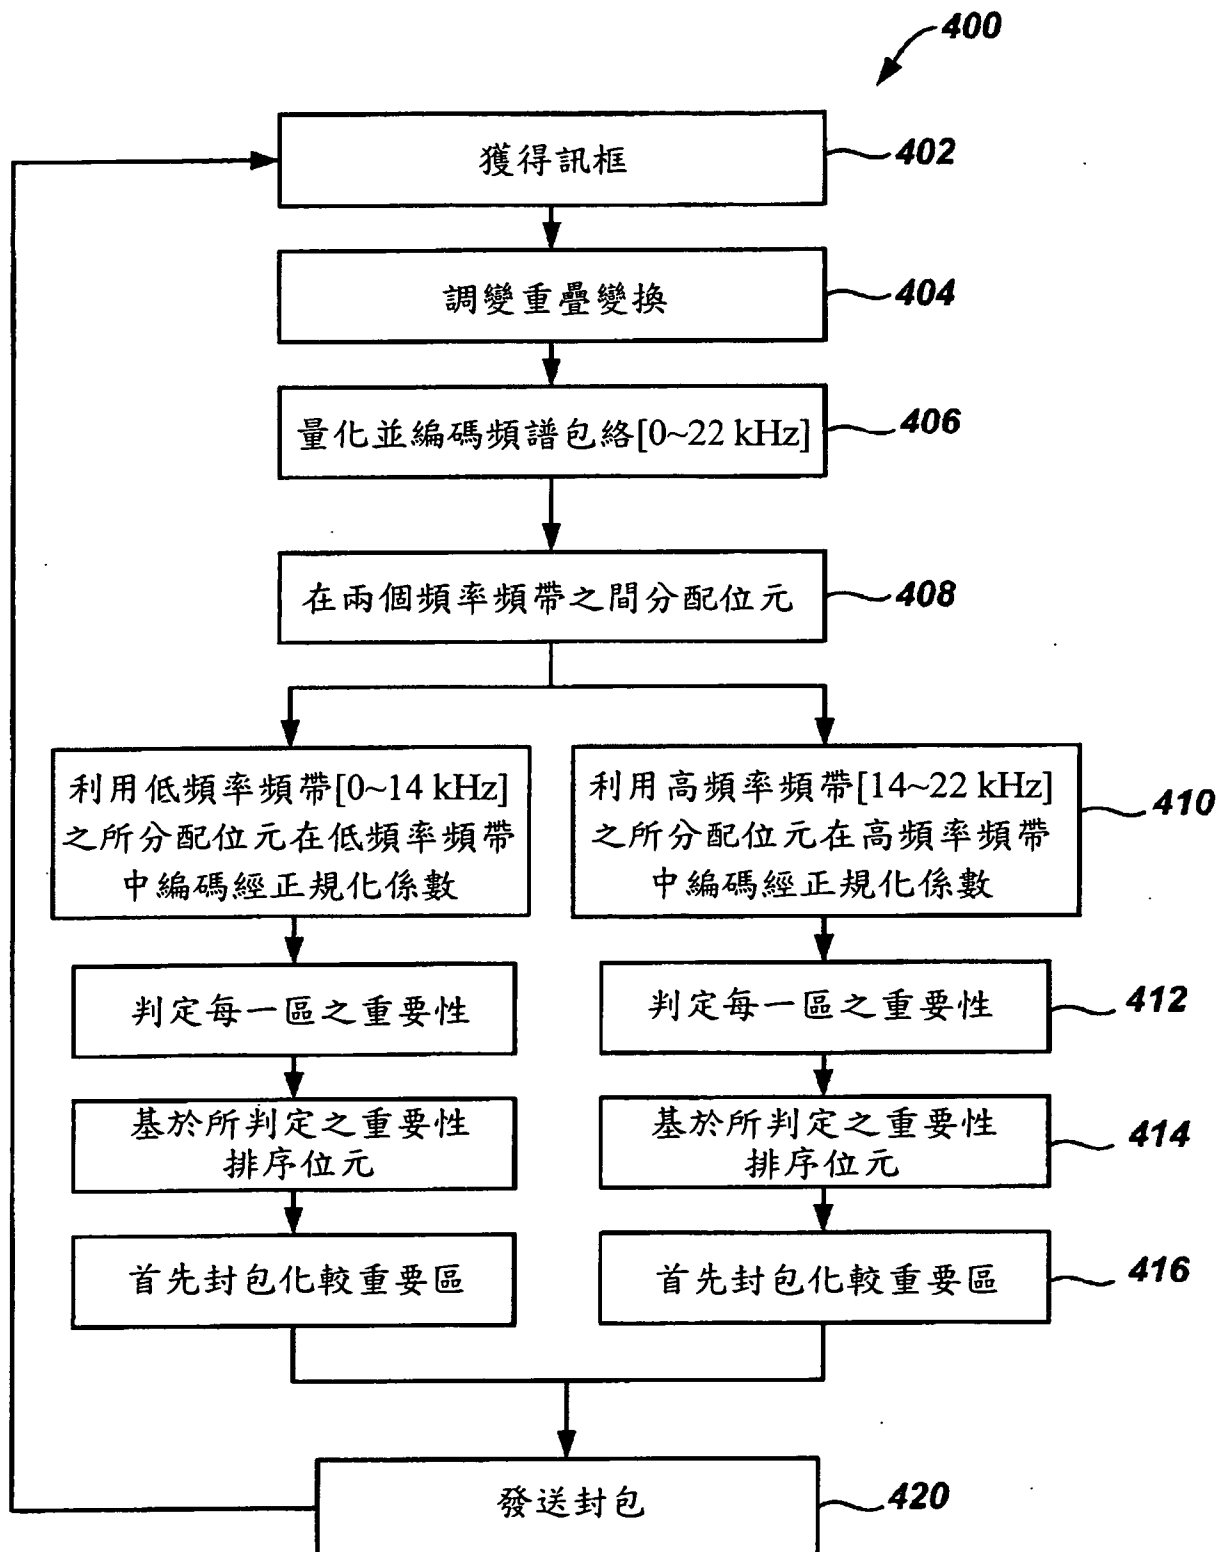 400
獲得訊框
402
調變重疊變換
404
量化並編碼頻譜包絡[0~22 kHz]
406
在兩個頻率頻帶之間分配位元
408
利用低頻率頻帶[0~14 kHz]
之所分配位元在低頻率頻帶
中編碼經正規化係數
利用高頻率頻帶[14~22 kHz]
之所分配位元在高頻率頻帶
中編碼經正規化係數
410
判定每一區之重要性
判定每一區之重要性
412
基於所判定之重要性
排序位元
基於所判定之重要性
排序位元
414
首先封包化較重要區
首先封包化較重要區
416
發送封包
420